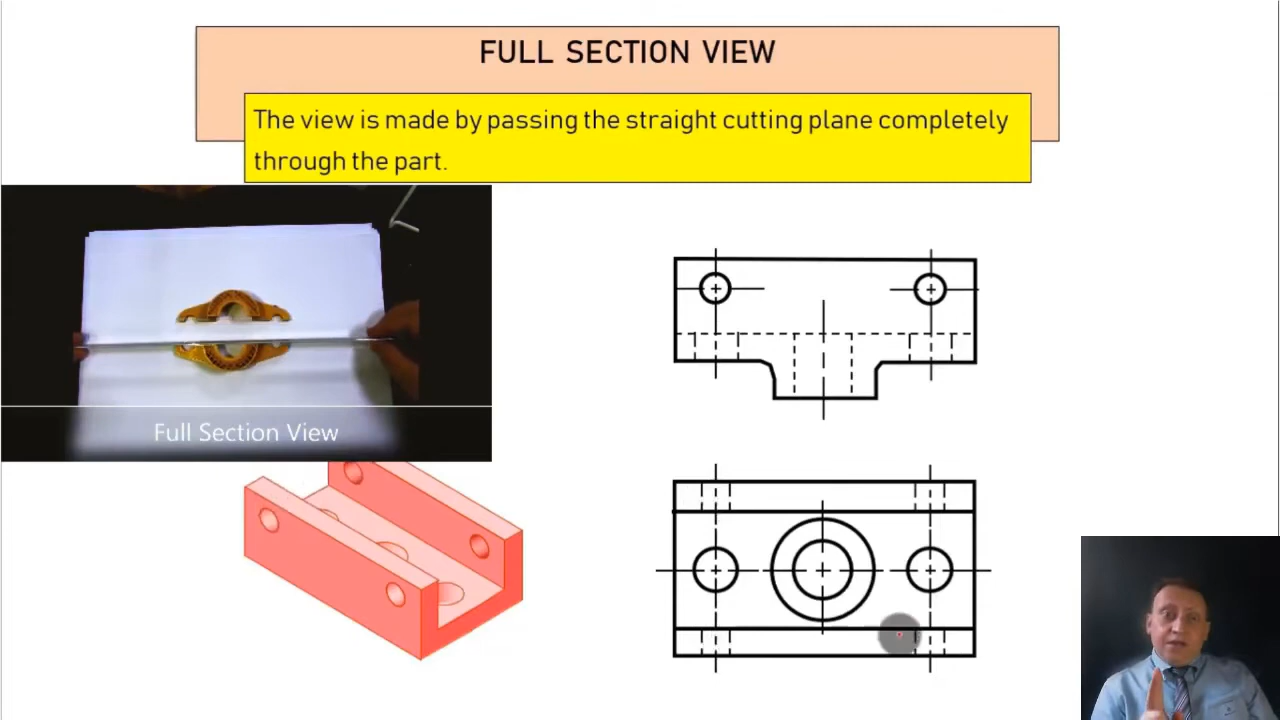 FULL SECTION VIEW
The view is made by passing the straight cutting plane completely
through the part.
Full Section View